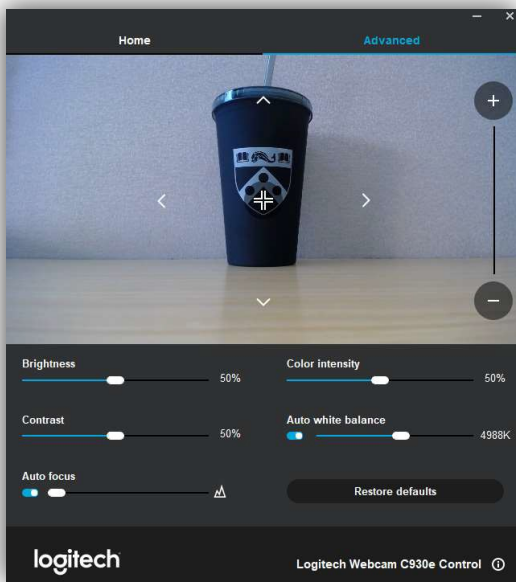 Home
Advanced
Brightness
50%
Color intensity
50%
Contrast
50%
Auto white balance
4988K
Auto focus
Restore defaults
logitech
Logitech Webcam C930e Control